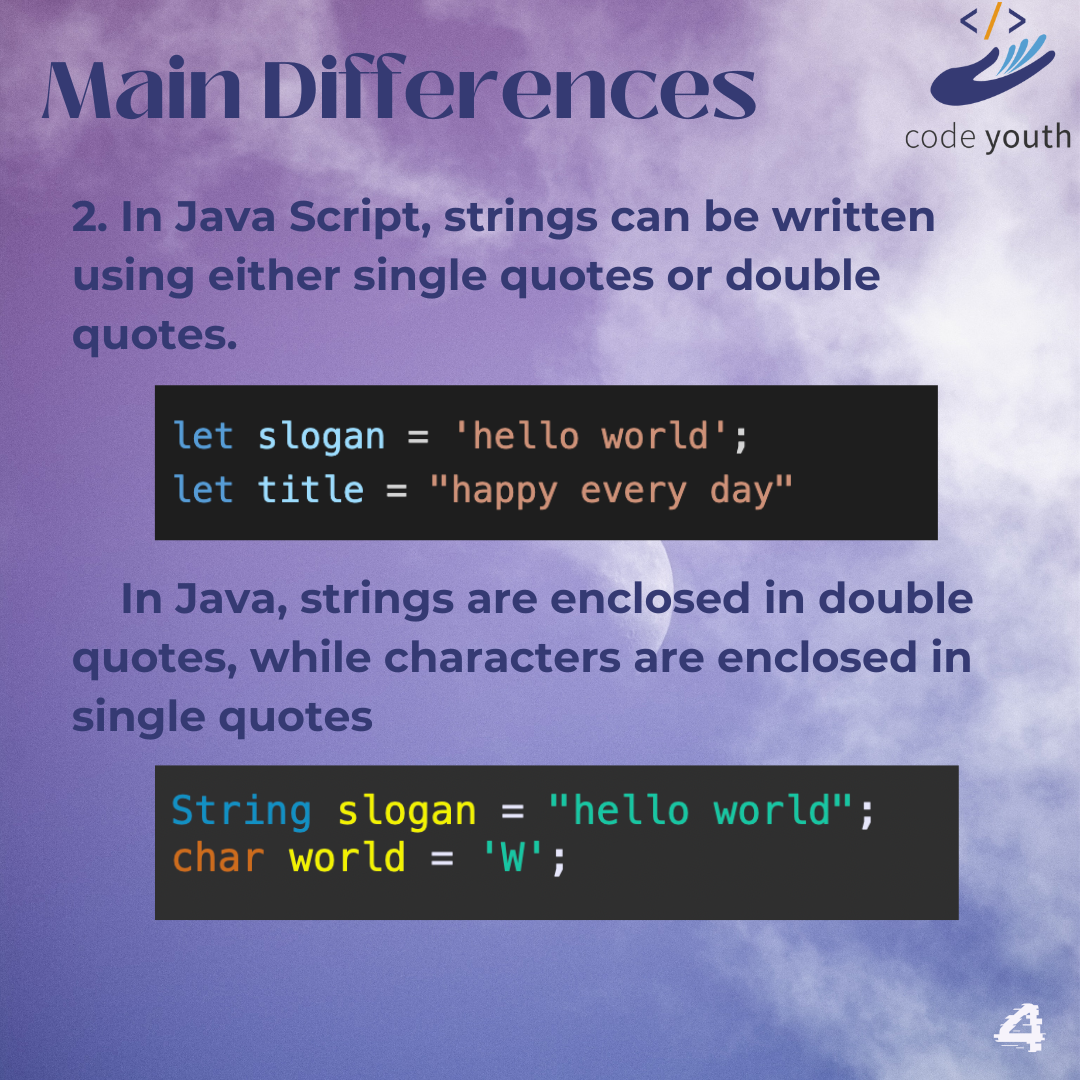 </>
Main Differences
code youth
2. In Java Script, strings can be written
using either single quotes or double
quotes.
let slogan = 'hello world';
let title = "happy every day"
In Java, strings are enclosed in double
quotes, while characters are enclosed in
single quotes
String slogan = "hello world";
char world = 'W';
4